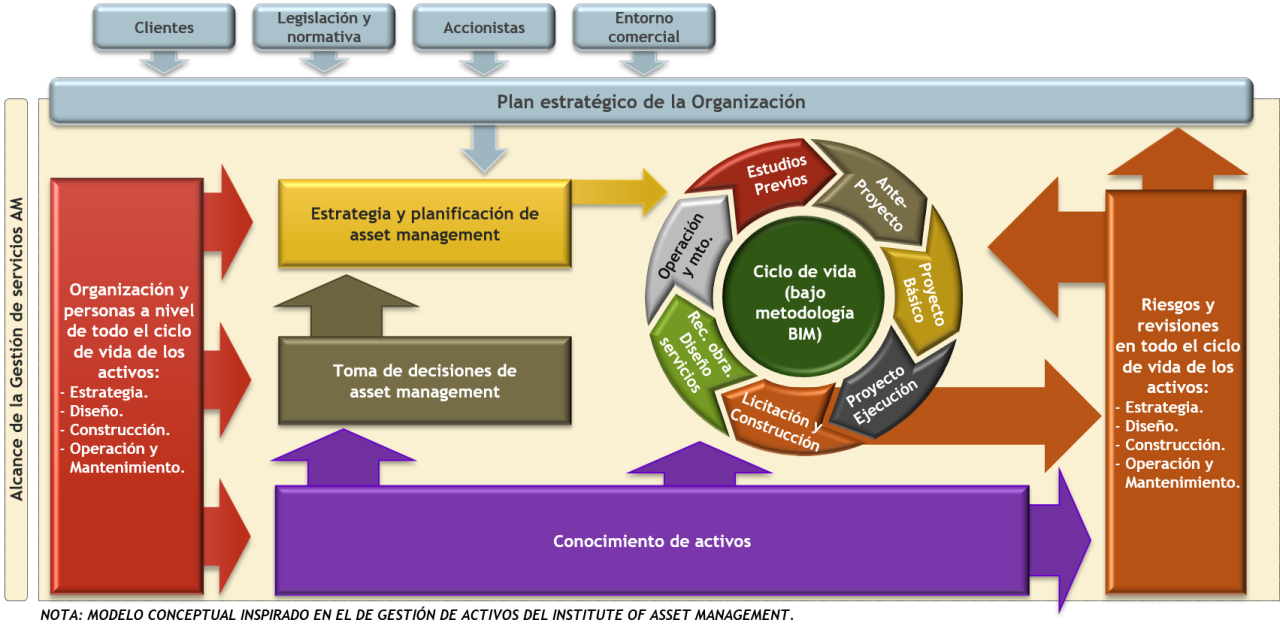 Clientes
Legislación y
normativa
Accionistas
Entorno
comercial
Plan estratégico de la Organización
Alcance de la Gestión de servicios AM
Organización y
personas a nivel
de todo el ciclo
de vida de los
activos:
- Estrategia.
- Diseño.
- Construcción.
- Operación y
Mantenimiento.
Estrategia y planificación de
asset management
Toma de decisiones de
asset management
Conocimiento de activos
Estudios
Previos
Ante-
Proyecto
Proyecto
Básico
Proyecto
Ejecución
Licitación y
Construcción
Rec. obra.
Diseño
servicios
Operación
y mto.
Ciclo de vida
(bajo
metodología
BIM)
Riesgos y
revisiones
en todo el ciclo
de vida de los
activos:
- Estrategia.
- Diseño.
- Construcción.
- Operación y
Mantenimiento.
NOTA: MODELO CONCEPTUAL INSPIRADO EN EL DE GESTIÓN DE ACTIVOS DEL INSTITUTE OF ASSET MANAGEMENT.